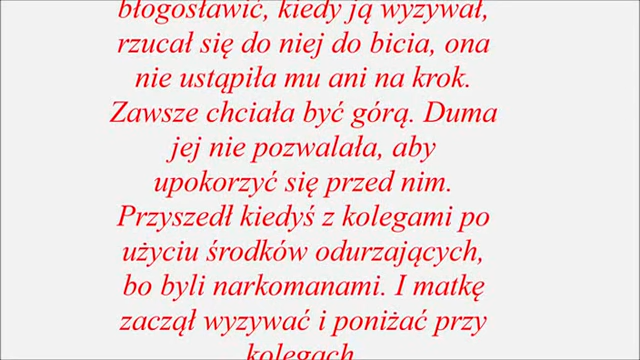 błogosławić, kiedy ją wyzywał,
rzucał się do niej do bicia, ona
nie ustąpiła mu ani na krok.
Zawsze chciała być górą. Duma
jej nie pozwalała, aby
upokorzyć się przed nim.
Przyszedł kiedyś z kolegami po
użyciu środków odurzających,
bo byli narkomanami. I matkę
zaczął wyzywać i poniżać przy
kolegach